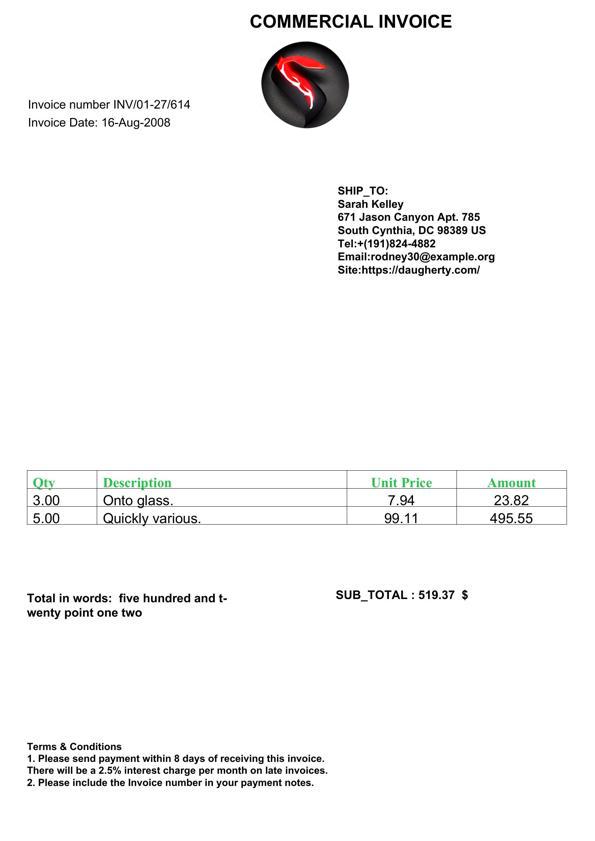 COMMERCIAL INVOICE
Invoice number INV/01-27/614
Invoice Date: 16-Aug-2008
SHIP_TO:
Sarah Kelley
671 Jason Canyon Apt. 785
South Cynthia, DC 98389 US
Tel:+(191)824-4882
Email:rodney30@example.org
Site:https://daugherty.com/
Qty Description Unit Price Amount
3.00 Onto glass. 7.94 23.82
5.00 Quickly various. 99.11 495.55
Total in words: five hundred and t-
wenty point one two
SUB_TOTAL : 519.37 $
Terms & Conditions
1. Please send payment within 8 days of receiving this invoice.
There will be a 2.5% interest charge per month on late invoices.
2. Please include the Invoice number in your payment notes.